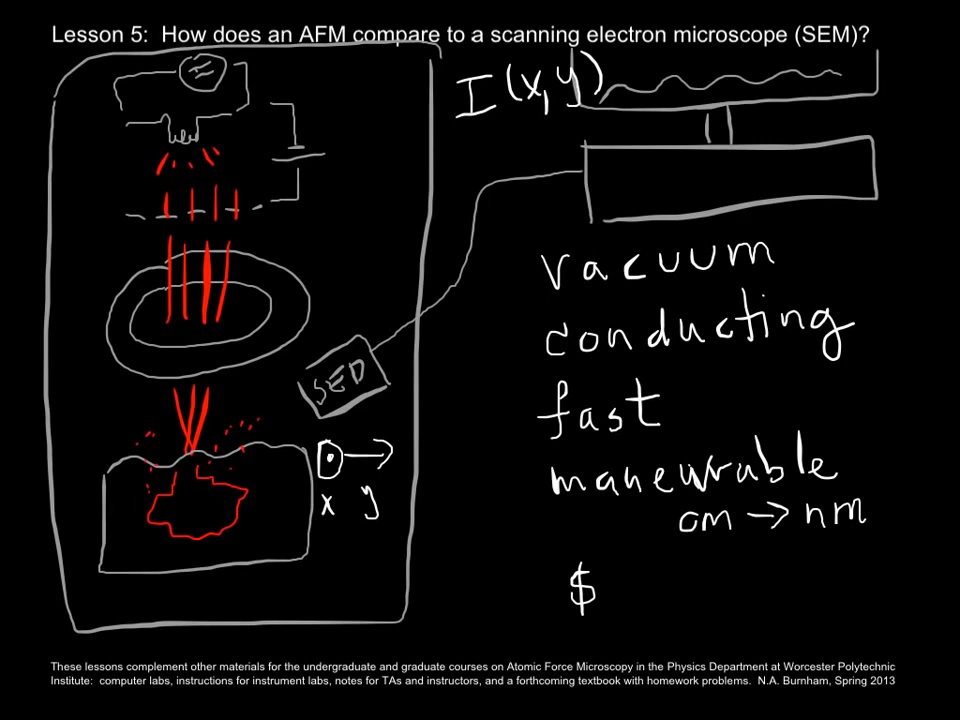 Lesson 5: How does an AFM compare to a scanning electron microscope (SEM)?
I
I(x,y)
vacuum
conducting
SED
fast
maneuvrable
x y
cm → nm
$
These lessons complement other materials for the undergraduate and graduate courses on Atomic Force Microscopy in the Physics Department at Worcester Polytechnic
Institute: computer labs, instructions for instrument labs, notes for TAs and instructors, and a forthcoming textbook with homework problems. N.A. Burnham, Spring 2013